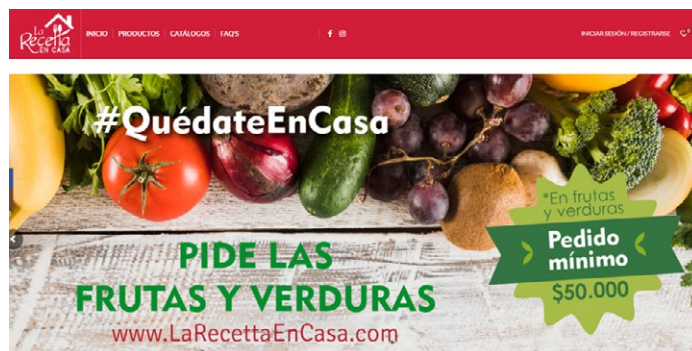 La
Recetta
EN CASA
INICIO
PRODUCTOS
CATÁLOGOS
FAQ'S
INICIAR SESIÓN / REGISTRARSE
0
#QuédateEnCasa
*En frutas
y verduras
Pedido
mínimo
$50.000
PIDE LAS
FRUTAS Y VERDURAS
www.LaRecettaEnCasa.com